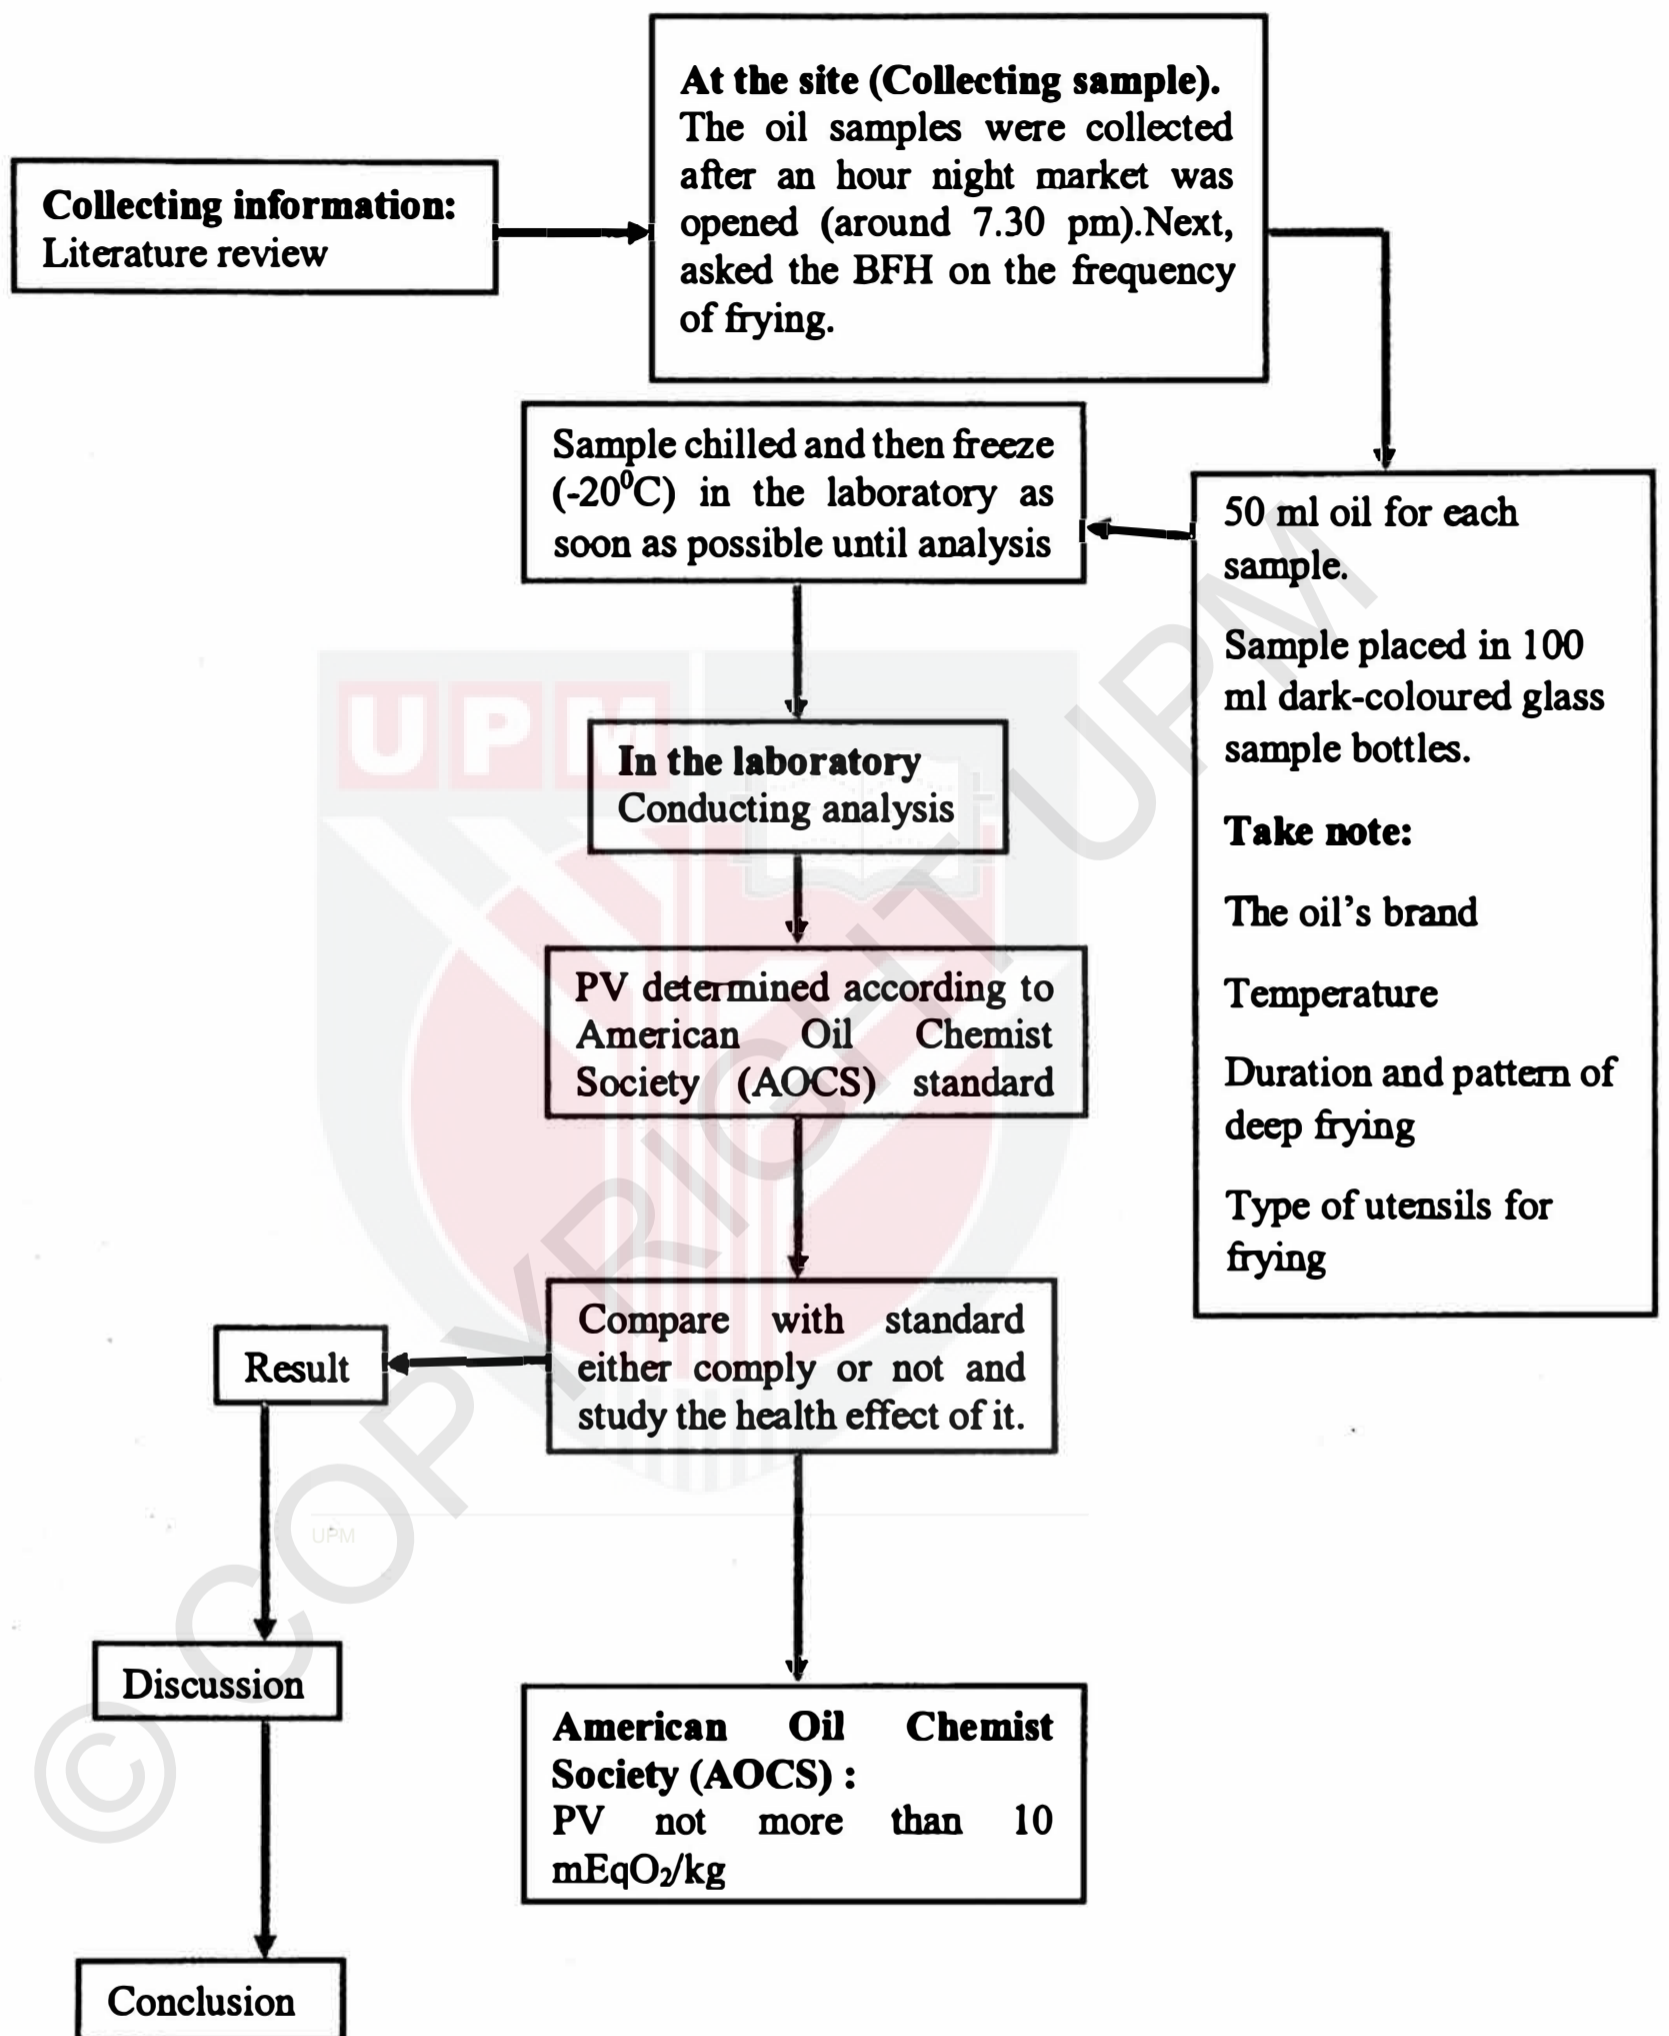 Collecting information:
Literature review
At the site (Collecting sample).
The oil samples were collected
after an hour night market was
opened (around 7.30 pm).Next,
asked the BFH on the frequency
of frying.
50 ml oil for each
sample.
Sample placed in 100
ml dark-coloured glass
sample bottles.
Take note:
The oil's brand
Temperature
Duration and pattern of
deep frying
Type of utensils for
frying
Sample chilled and then freeze
(-20⁰C) in the laboratory as
soon as possible until analysis
In the laboratory
Conducting analysis
PV determined according to
American Oil Chemist
Society (AOCS) standard
Compare with standard
either comply or not and
study the health effect of it.
American Oil Chemist
Society (AOCS) :
PV not more than 10
mEqO₂/kg
Result
Discussion
Conclusion
UPM
UPM
© COPYRIGHT UPM